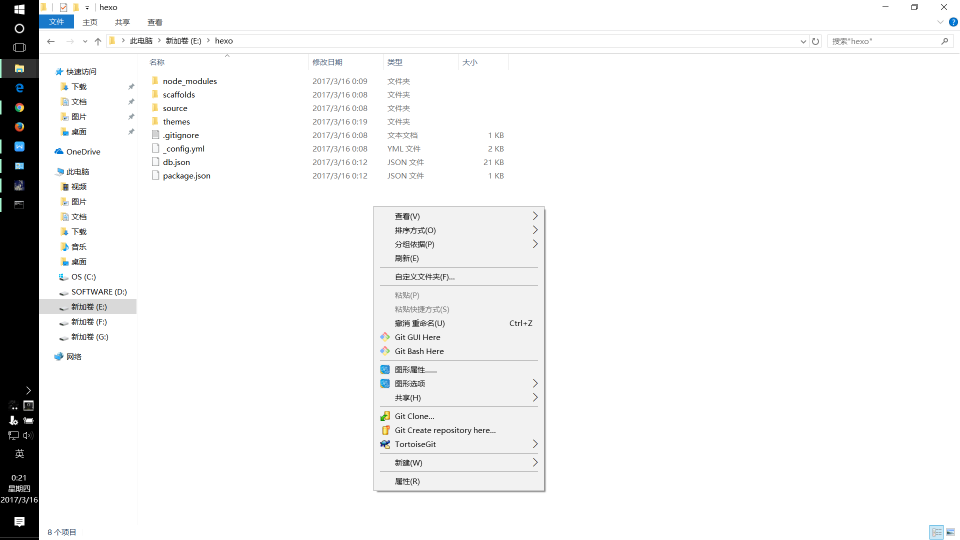 hexo
文件 主页 共享 查看
此电脑 新加卷 (E:) hexo
搜索"hexo"
名称 修改日期 类型 大小
快速访问
下载
文档
图片
桌面
OneDrive
此电脑
视频
图片
文档
下载
音乐
桌面
OS (C:)
SOFTWARE (D:)
新加卷 (E:)
新加卷 (F:)
新加卷 (G:)
网络
node_modules 2017/3/16 0:09 文件夹
scaffolds 2017/3/16 0:08 文件夹
source 2017/3/16 0:08 文件夹
themes 2017/3/16 0:19 文件夹
.gitignore 2017/3/16 0:08 文本文档 1 KB
_config.yml 2017/3/16 0:08 YML 文件 2 KB
db.json 2017/3/16 0:12 JSON 文件 21 KB
package.json 2017/3/16 0:12 JSON 文件 1 KB
查看(V)
排序方式(O)
分组依据(P)
刷新(E)
自定义文件夹(F)...
粘贴(P)
粘贴快捷方式(S)
撤消 重命名(U) Ctrl+Z
Git GUI Here
Git Bash Here
图形属性......
图形选项
共享(H)
Git Clone...
Git Create repository here...
TortoiseGit
新建(W)
属性(R)
英
0:21
星期四
2017/3/16
8 个项目